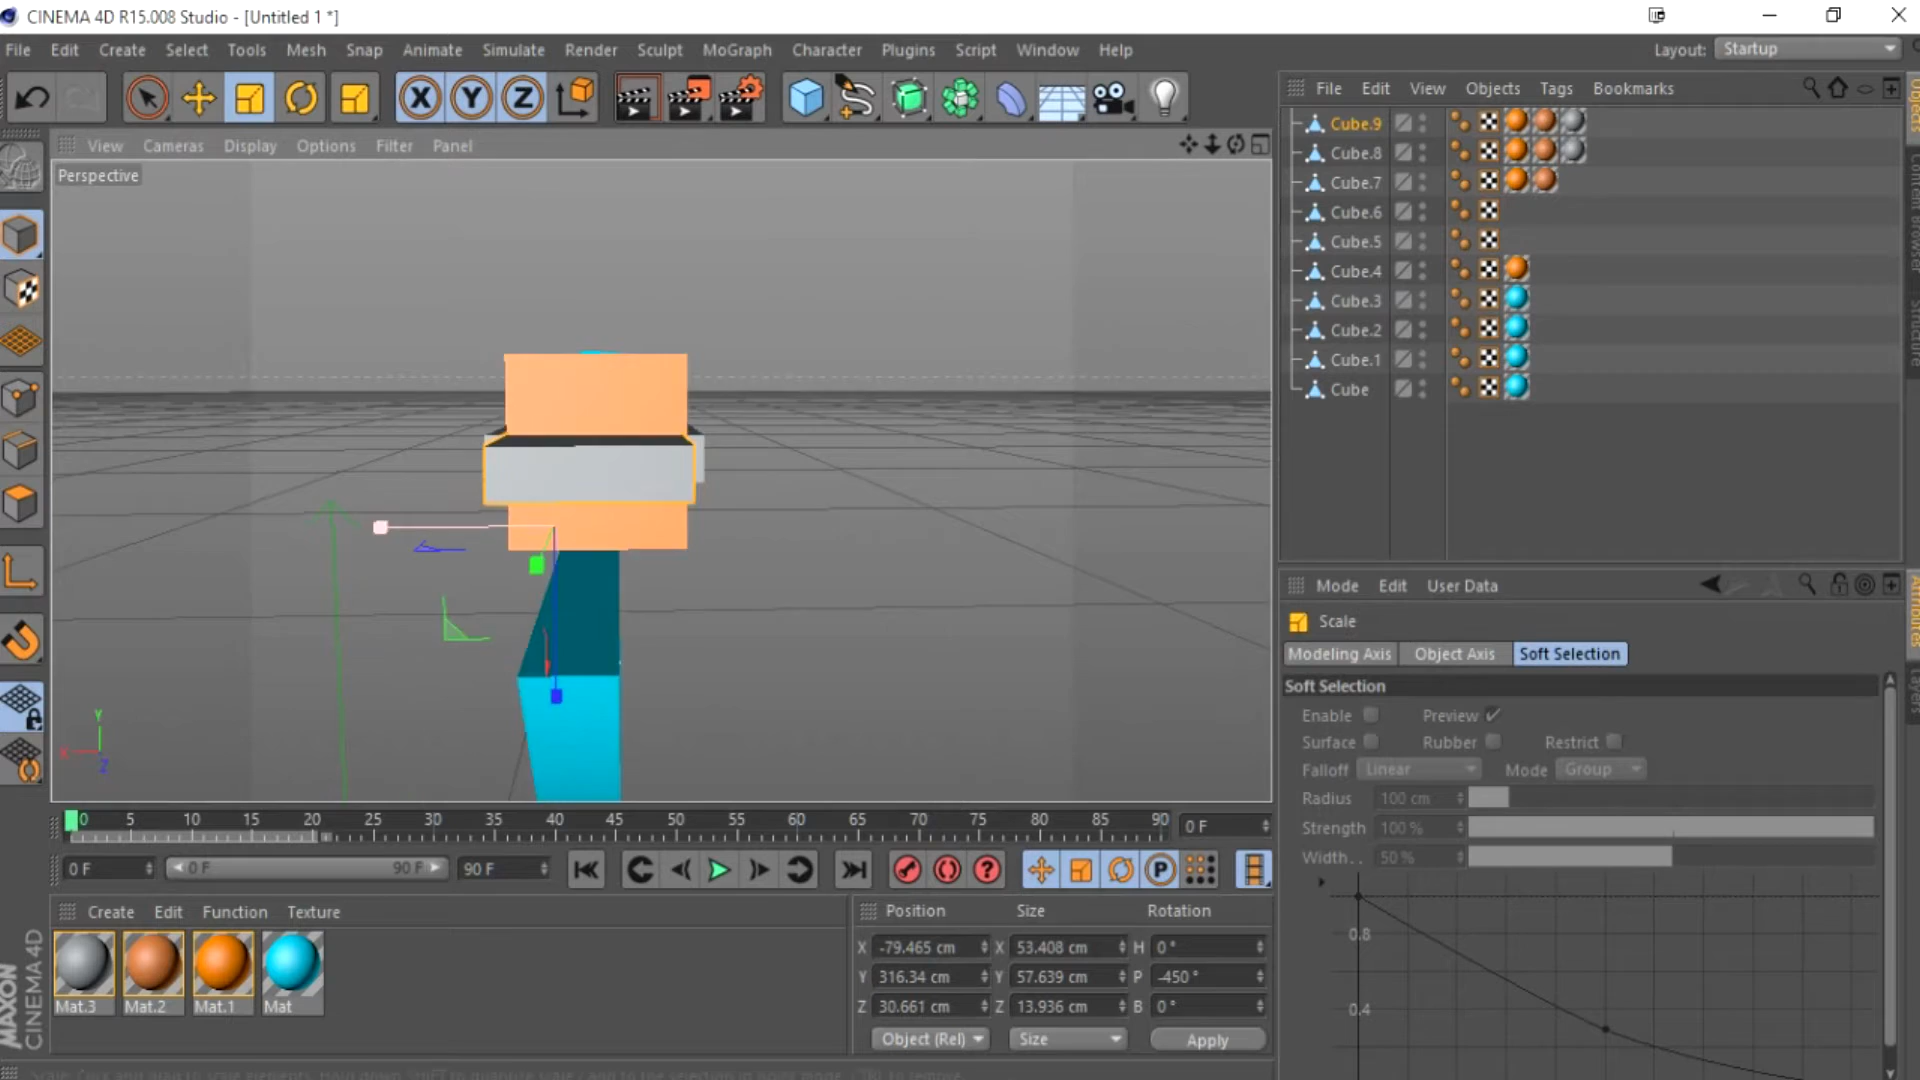 CINEMA 4D R15.008 Studio - [Untitled 1 *]
File Edit Create Select Tools Mesh Snap Animate Simulate Render Sculpt MoGraph Character Plugins Script Window Help
Layout: Startup
File Edit View Objects Tags Bookmarks
View Cameras Display Options Filter Panel
Perspective
Cube.9
Cube.8
Cube.7
Cube.6
Cube.5
Cube.4
Cube.3
Cube.2
Cube.1
Cube
Objects
Content Browser
Structure
Mode Edit User Data
Scale
Modeling Axis Object Axis Soft Selection
Soft Selection
Enable Preview
Surface Rubber Restrict
Falloff Linear Mode Group
Radius 100 cm
Strength 100 %
Width.. 50 %
0.8
0.4
Attributes
Layers
X Y Z
Y
X
Z
0 5 10 15 20 25 30 35 40 45 50 55 60 65 70 75 80 85 90 0 F
0 F 0 F 90 F 90 F
P
Create Edit Function Texture
Mat.3 Mat.2 Mat.1 Mat
Position Size Rotation
X -79.465 cm X 53.408 cm H 0 °
Y 316.34 cm Y 57.639 cm P -450 °
Z 30.661 cm Z 13.936 cm B 0 °
Object (Rel) Size Apply
MAXON
CINEMA 4D